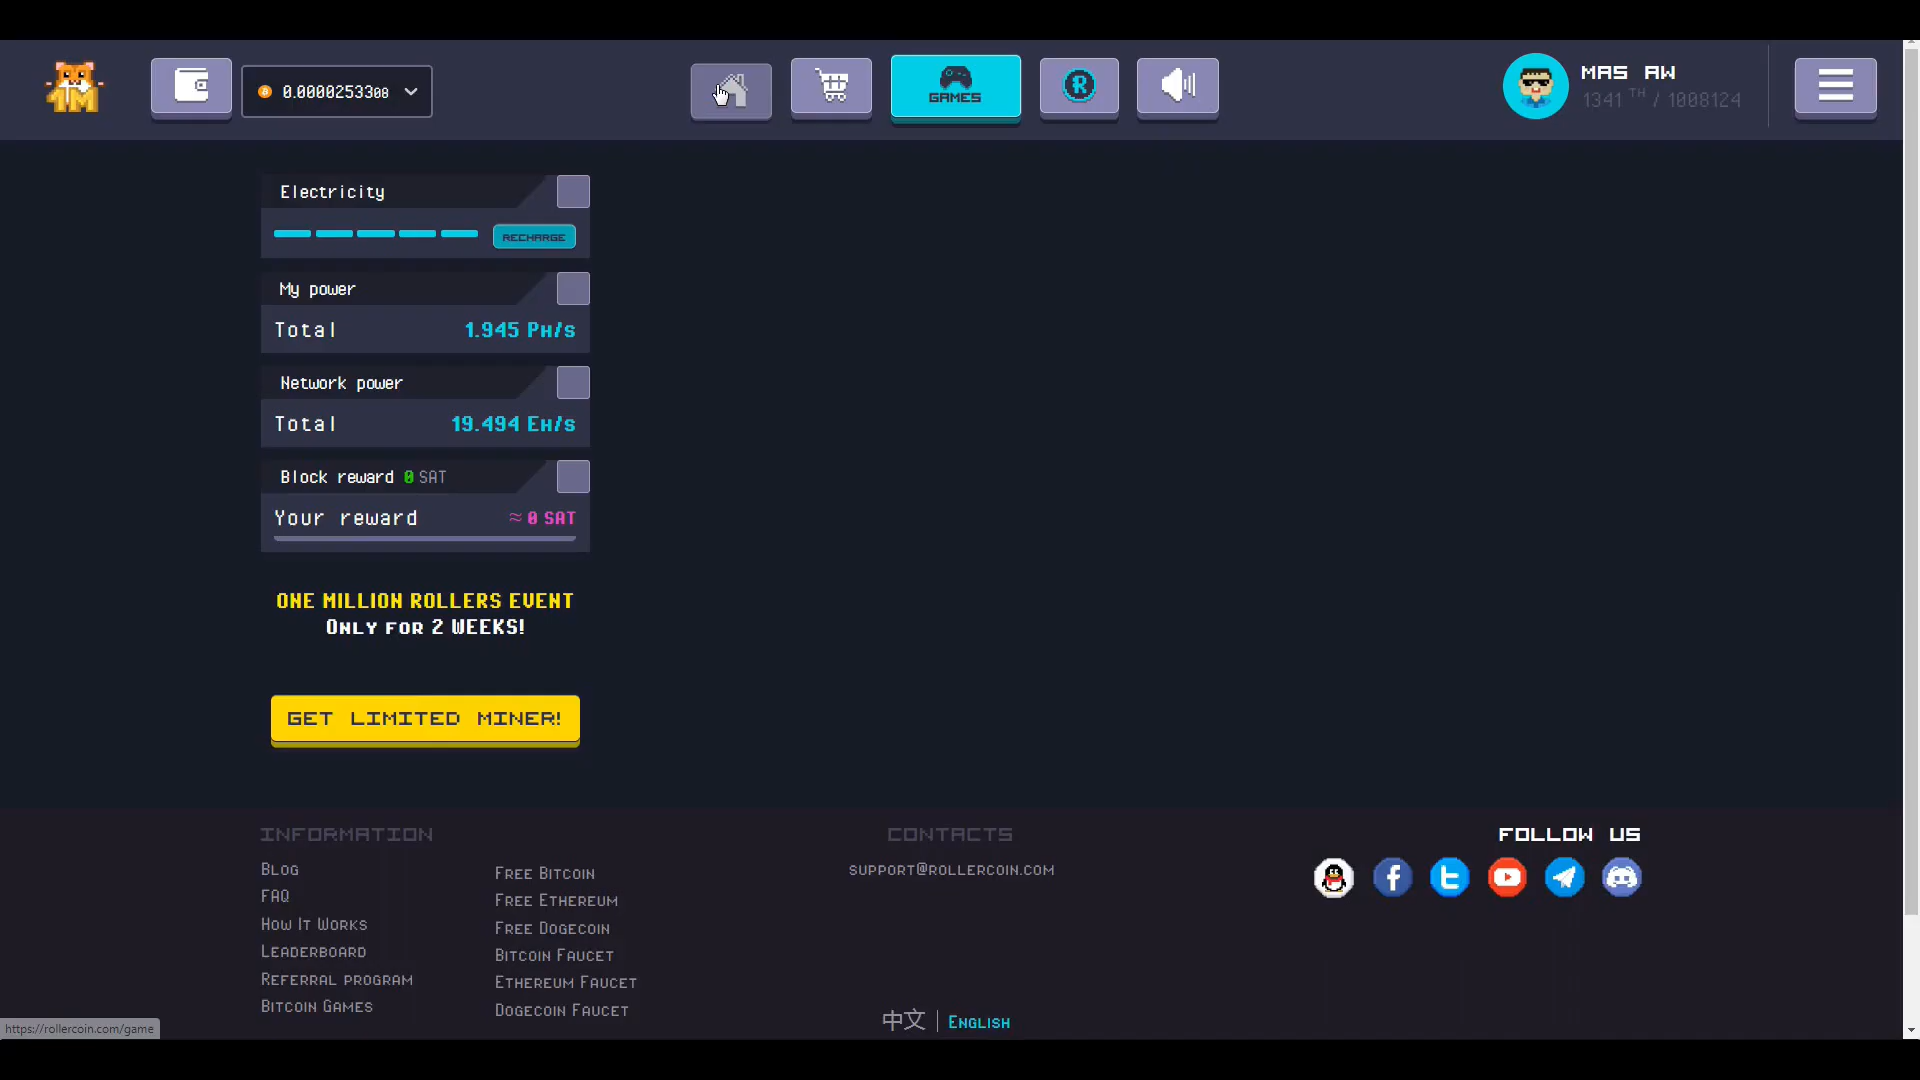 1M
0.0000253308
GAMES
R
MAS AW
1341 TH / 1008124
Electricity
RECHARGE
My power
Total 1.945 PH/s
Network power
Total 19.494 EH/s
Block reward 0 SAT
Your reward ≈ 0 SAT
ONE MILLION ROLLERS EVENT
ONLY FOR 2 WEEKS!
GET LIMITED MINER!
INFORMATION
BLOG
FAQ
HOW IT WORKS
LEADERBOARD
REFERRAL PROGRAM
BITCOIN GAMES
FREE BITCOIN
FREE ETHEREUM
FREE DOGECOIN
BITCOIN FAUCET
ETHEREUM FAUCET
DOGECOIN FAUCET
CONTACTS
SUPPORT@ROLLERCOIN.COM
中文 | ENGLISH
FOLLOW US
https://rollercoin.com/game